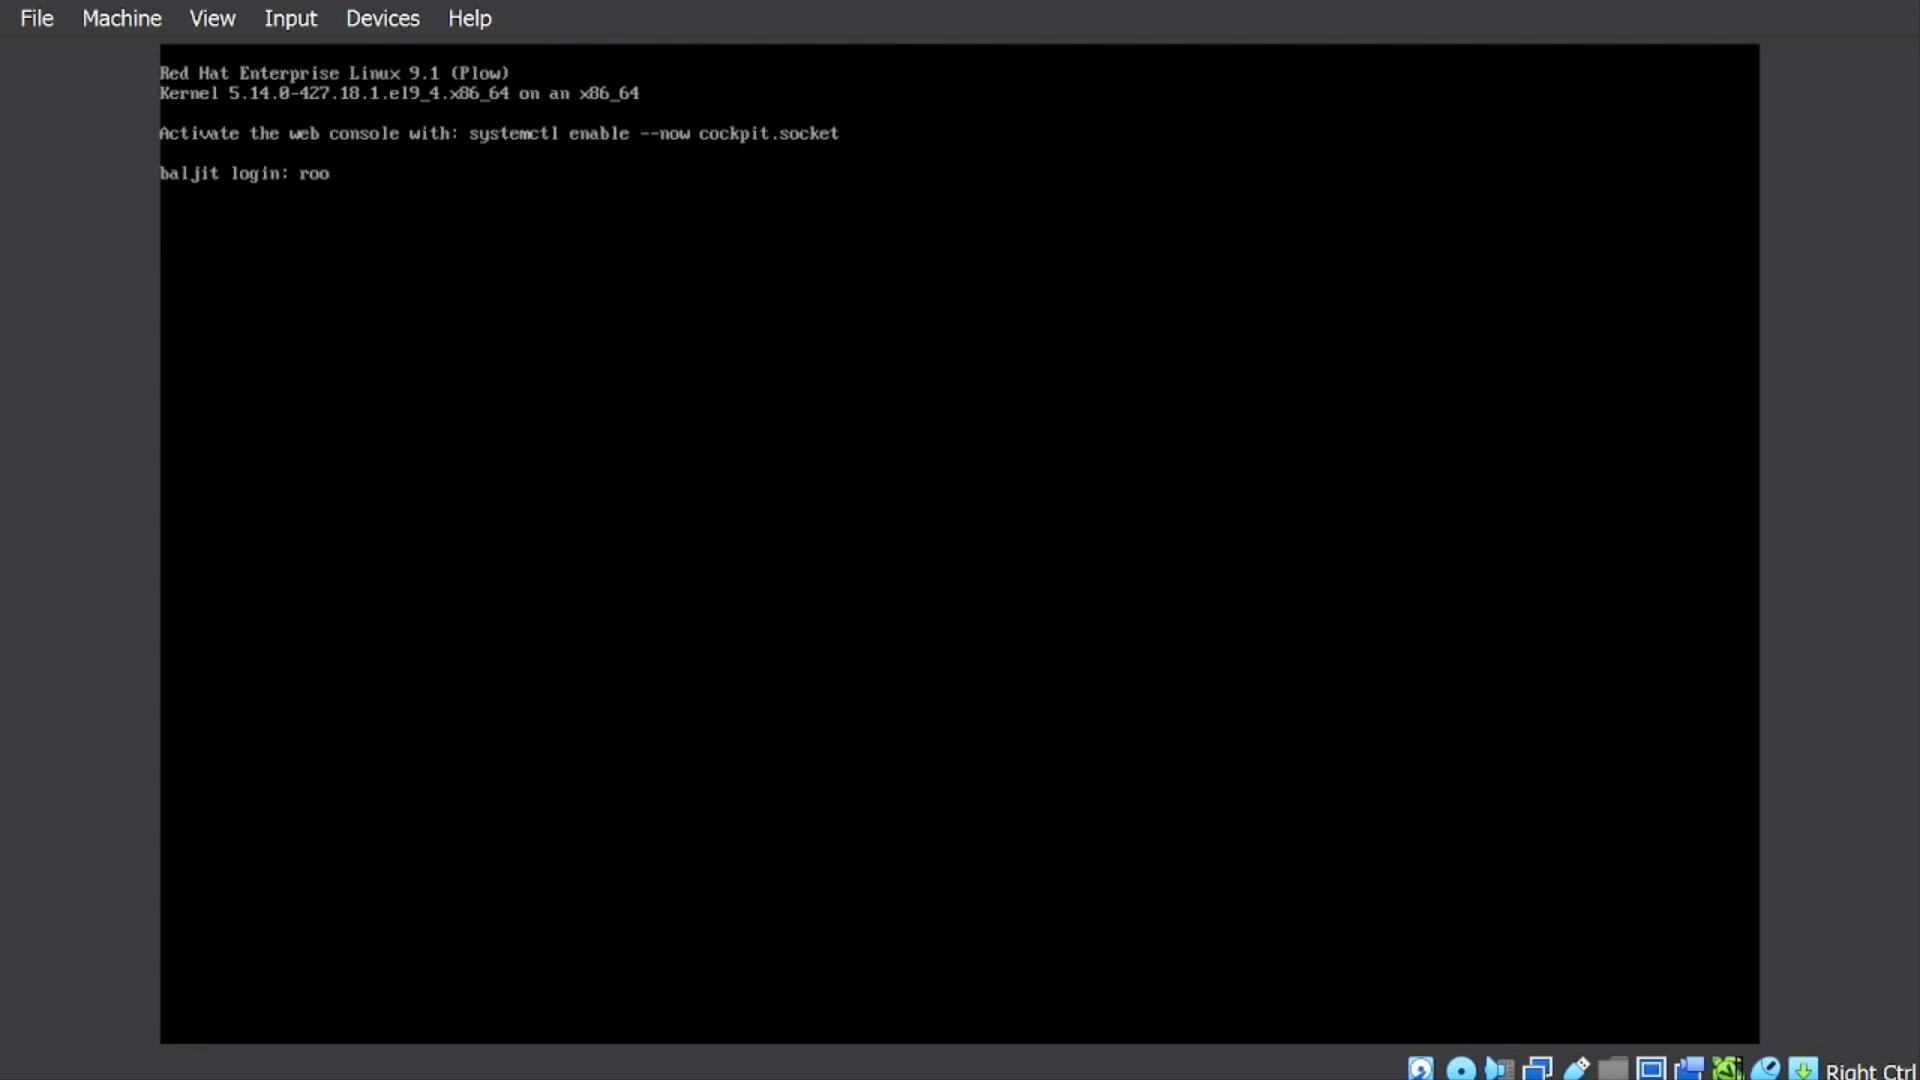 File Machine View Input Devices Help
Red Hat Enterprise Linux 9.1 (Plow)
Kernel 5.14.0-427.18.1.el9_4.x86_64 on an x86_64
Activate the web console with: systemctl enable --now cockpit.socket
baljit login: roo
Right Ctrl